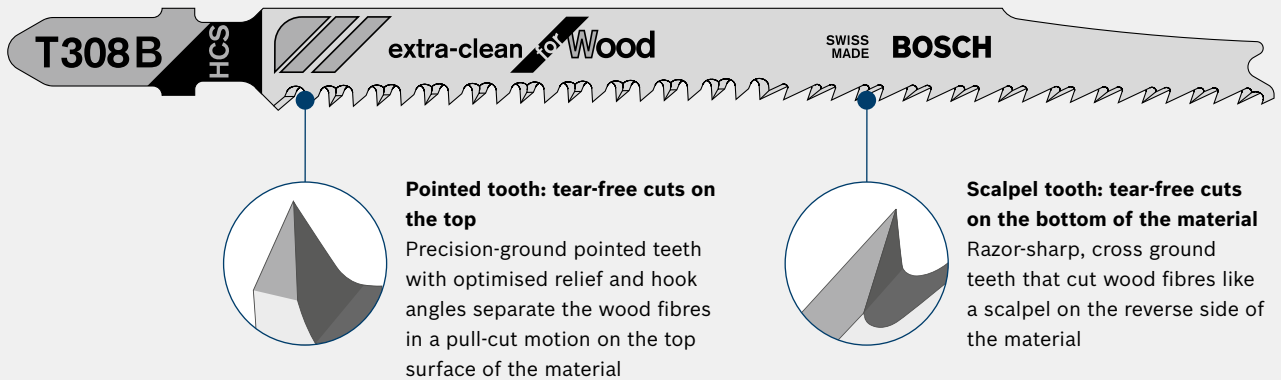 T308B
HCS
extra-clean for Wood
SWISS
MADE
BOSCH
Pointed tooth: tear-free cuts on
the top
Precision-ground pointed teeth
with optimised relief and hook
angles separate the wood fibres
in a pull-cut motion on the top
surface of the material
Scalpel tooth: tear-free cuts
on the bottom of the material
Razor-sharp, cross ground
teeth that cut wood fibres like
a scalpel on the reverse side of
the material